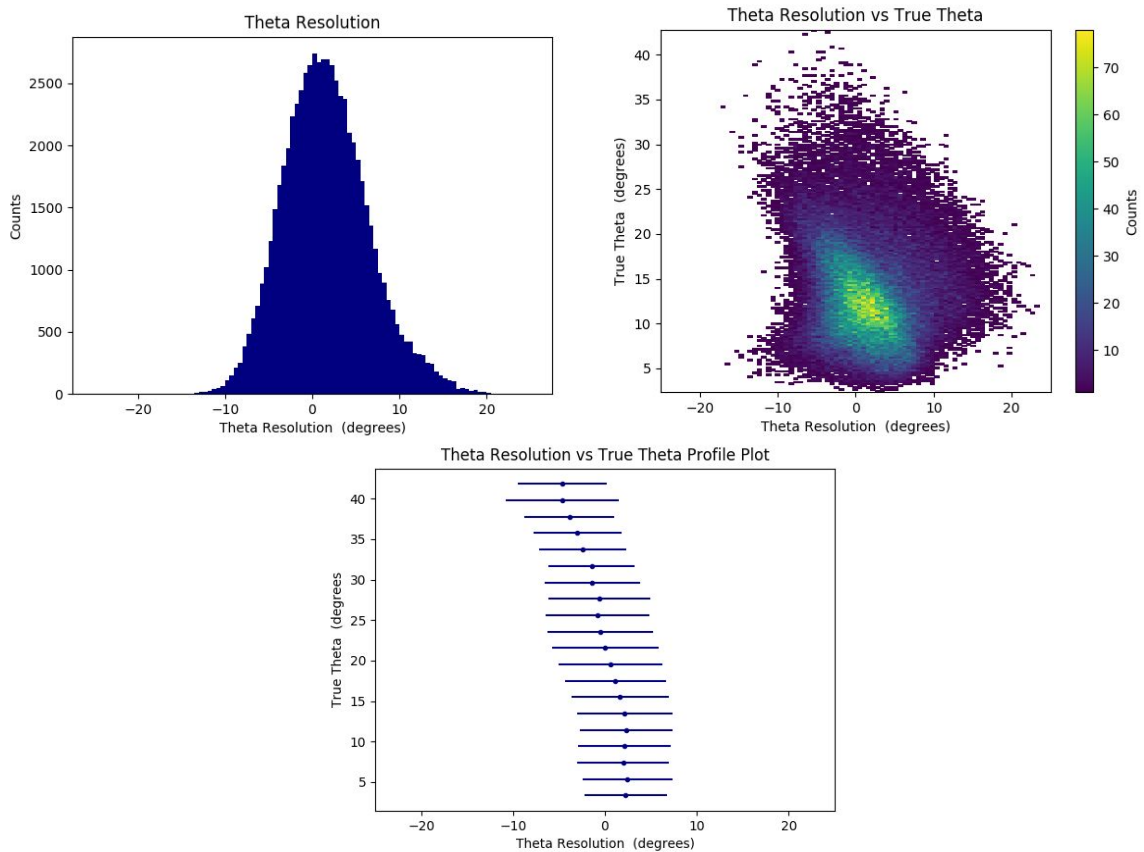 Theta Resolution
Counts
2500
2000
1500
1000
500
0
−20 −10 0 10 20
Theta Resolution (degrees)
Theta Resolution vs True Theta
True Theta (degrees)
40
35
30
25
20
15
10
5
−20 −10 0 10 20
Theta Resolution (degrees)
70
60
50
40
30
20
10
Counts
Theta Resolution vs True Theta Profile Plot
True Theta (degrees
40
35
30
25
20
15
10
5
−20 −10 0 10 20
Theta Resolution (degrees)